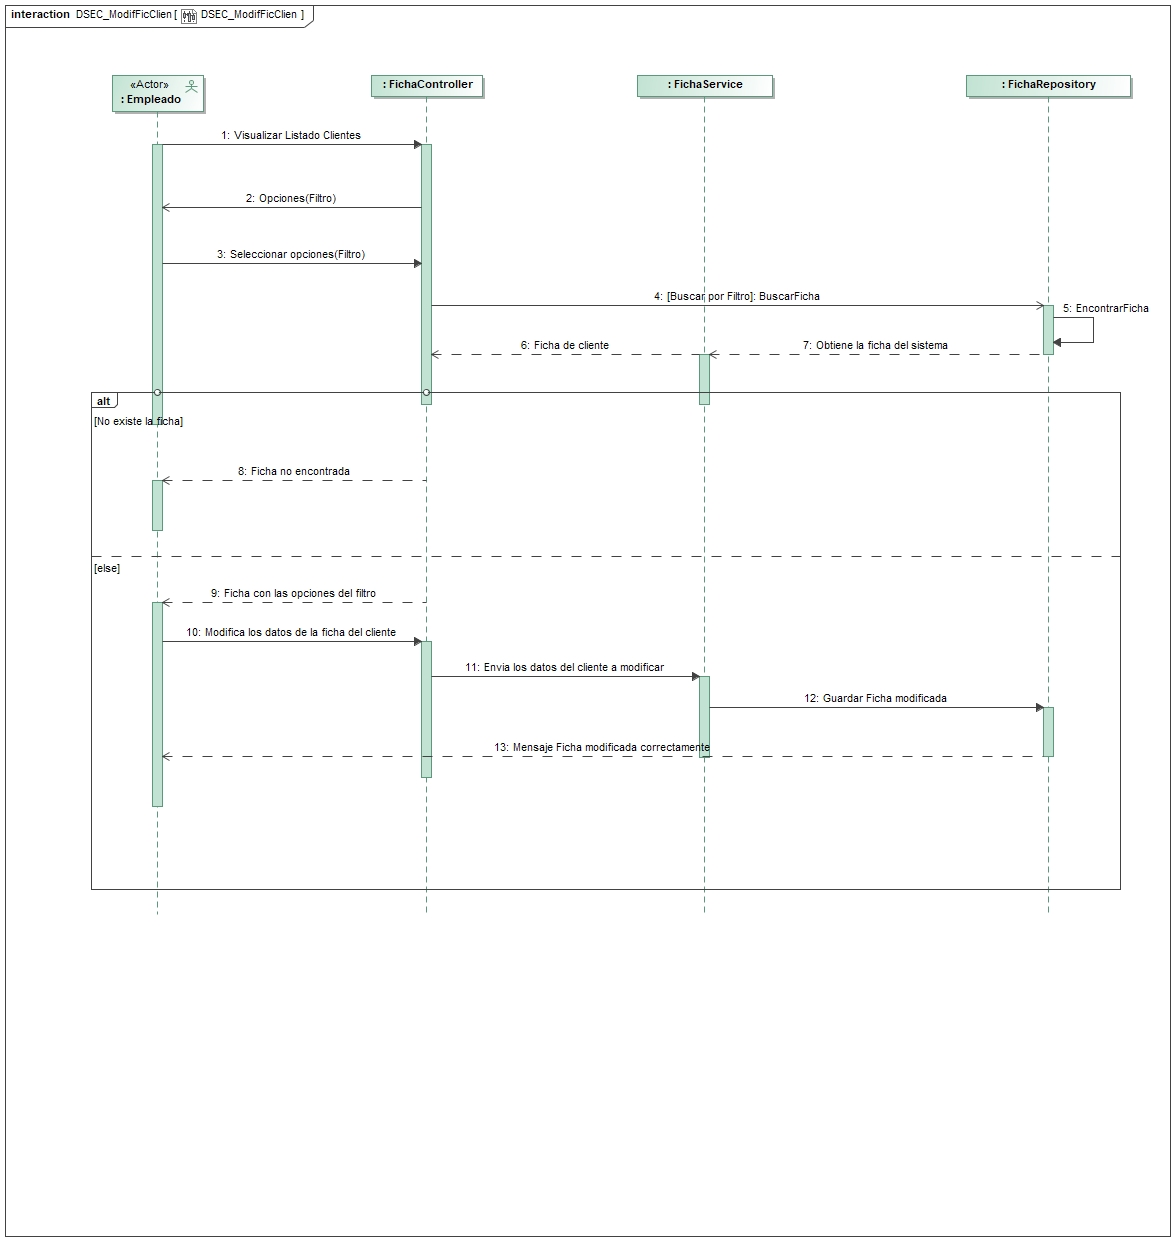 interaction DSEC_ModifFicClien [ DSEC_ModifFicClien ]
«Actor»
: Empleado
: FichaController
: FichaService
: FichaRepository
1: Visualizar Listado Clientes
2: Opciones(Filtro)
3: Seleccionar opciones(Filtro)
4: [Buscar por Filtro]: BuscarFicha
5: EncontrarFicha
6: Ficha de cliente
7: Obtiene la ficha del sistema
alt
[No existe la ficha]
8: Ficha no encontrada
[else]
9: Ficha con las opciones del filtro
10: Modifica los datos de la ficha del cliente
11: Envia los datos del cliente a modificar
12: Guardar Ficha modificada
13: Mensaje Ficha modificada correctamente